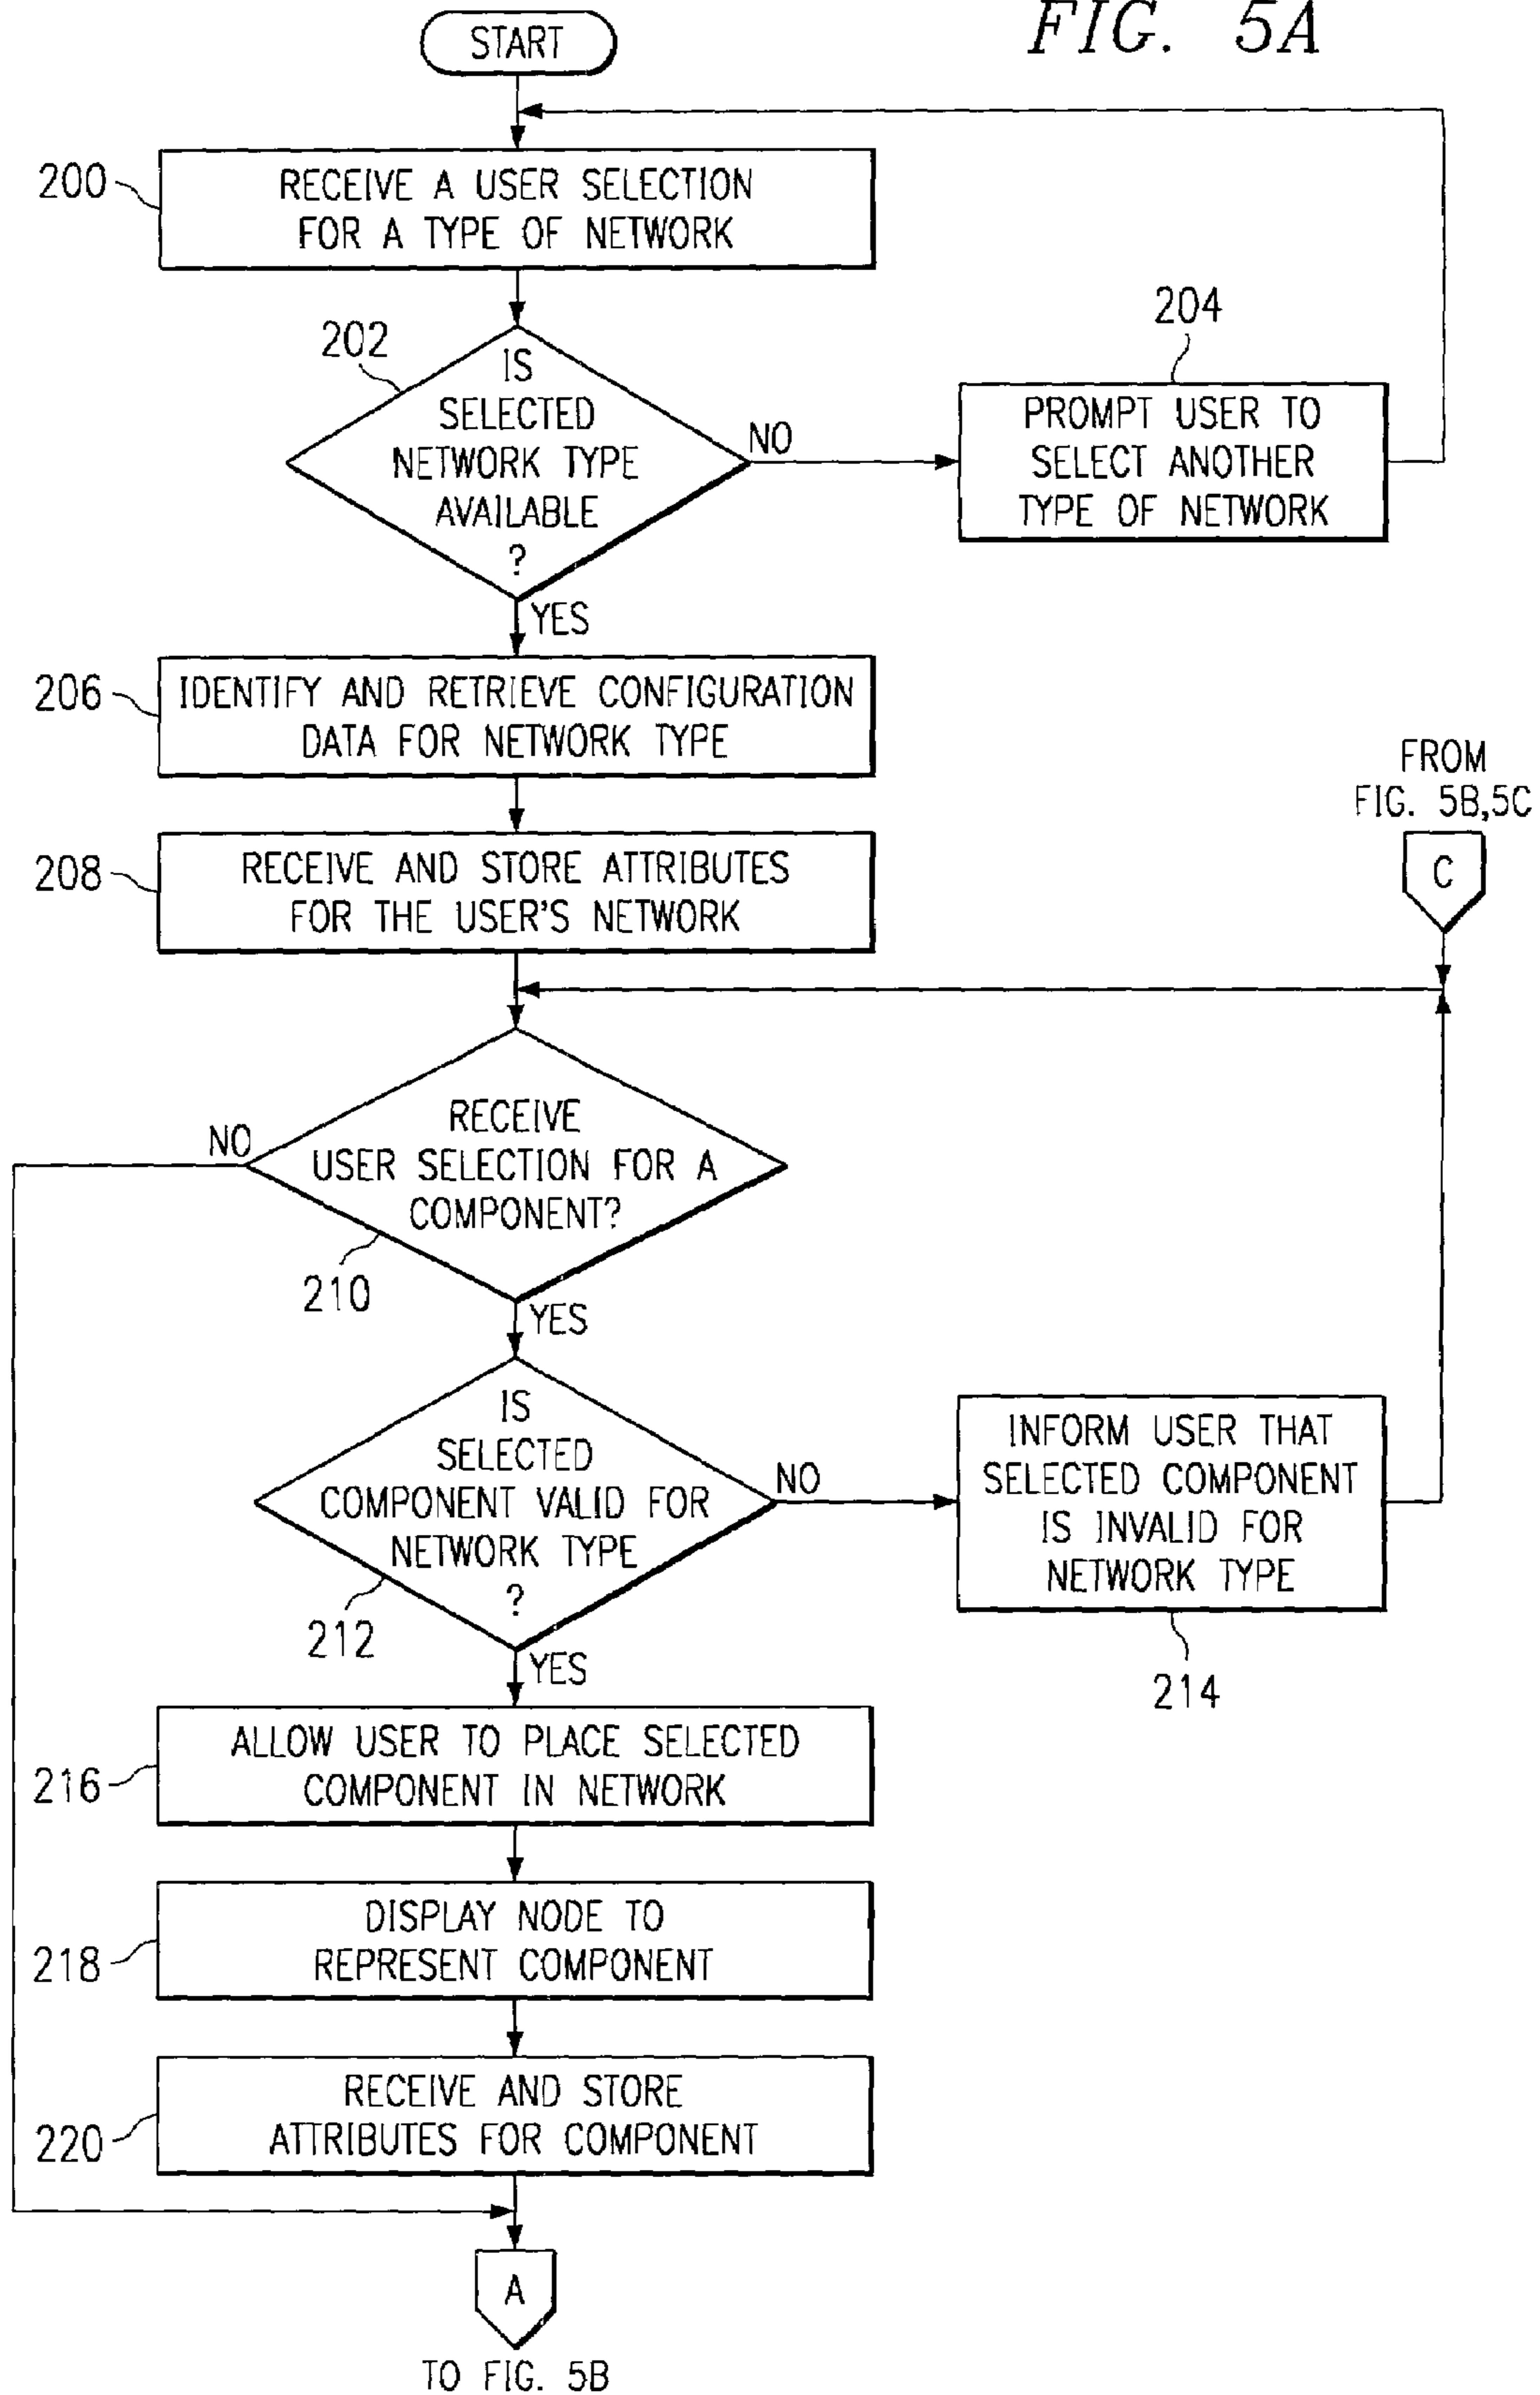 FIG. 5A
START
200
RECEIVE A USER SELECTION
FOR A TYPE OF NETWORK
202
IS
SELECTED
NETWORK TYPE
AVAILABLE
?
NO
204
PROMPT USER TO
SELECT ANOTHER
TYPE OF NETWORK
YES
206
IDENTIFY AND RETRIEVE CONFIGURATION
DATA FOR NETWORK TYPE
208
RECEIVE AND STORE ATTRIBUTES
FOR THE USER'S NETWORK
FROM
FIG. 5B,5C
C
NO
RECEIVE
USER SELECTION FOR A
COMPONENT?
210
YES
IS
SELECTED
COMPONENT VALID FOR
NETWORK TYPE
?
212
NO
INFORM USER THAT
SELECTED COMPONENT
IS INVALID FOR
NETWORK TYPE
214
YES
216
ALLOW USER TO PLACE SELECTED
COMPONENT IN NETWORK
218
DISPLAY NODE TO
REPRESENT COMPONENT
220
RECEIVE AND STORE
ATTRIBUTES FOR COMPONENT
A
TO FIG. 5B